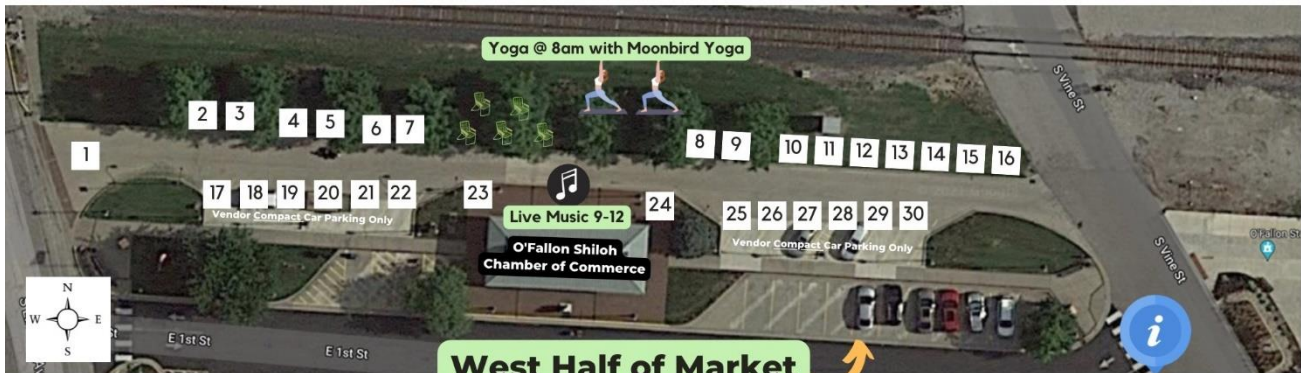 Yoga @ 8am with Moonbird Yoga
S Vine St
2 3 4 5 6 7
8 9 10 11 12 13 14 15 16
1
17 18 19 20 21 22
Vendor Compact Car Parking Only
23
Live Music 9-12
24
O'Fallon Shiloh
Chamber of Commerce
25 26 27 28 29 30
Vendor Compact Car Parking Only
O'Fallon Sta
S Vine St
N
W E
S
St
E 1st St
E 1st St
West Half of Market
i